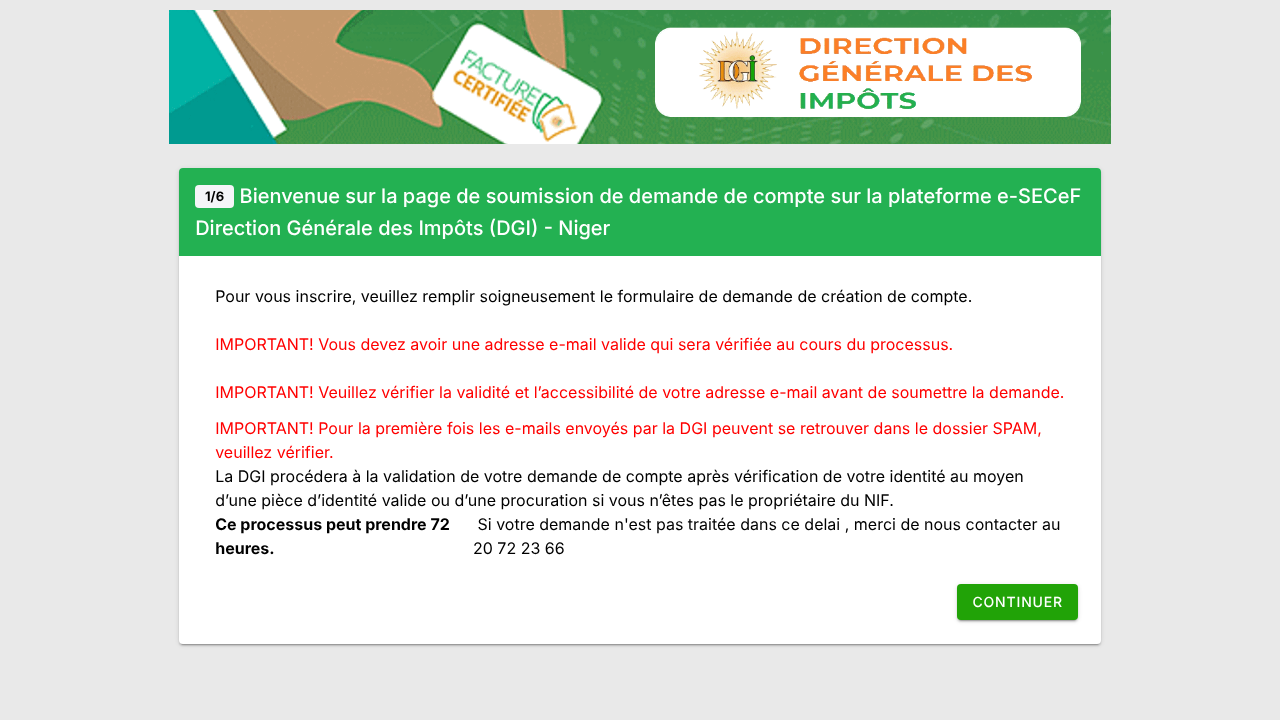 FACTURE
CERTIFIÉE
DGI
DIRECTION
GÉNÉRALE DES
IMPÔTS
1/6 Bienvenue sur la page de soumission de demande de compte sur la plateforme e-SECeF
Direction Générale des Impôts (DGI) - Niger
Pour vous inscrire, veuillez remplir soigneusement le formulaire de demande de création de compte.
IMPORTANT! Vous devez avoir une adresse e-mail valide qui sera vérifiée au cours du processus.
IMPORTANT! Veuillez vérifier la validité et l’accessibilité de votre adresse e-mail avant de soumettre la demande.
IMPORTANT! Pour la première fois les e-mails envoyés par la DGI peuvent se retrouver dans le dossier SPAM,
veuillez vérifier.
La DGI procédera à la validation de votre demande de compte après vérification de votre identité au moyen
d’une pièce d’identité valide ou d’une procuration si vous n’êtes pas le propriétaire du NIF.
Ce processus peut prendre 72
heures.
Si votre demande n'est pas traitée dans ce delai , merci de nous contacter au
20 72 23 66
CONTINUER